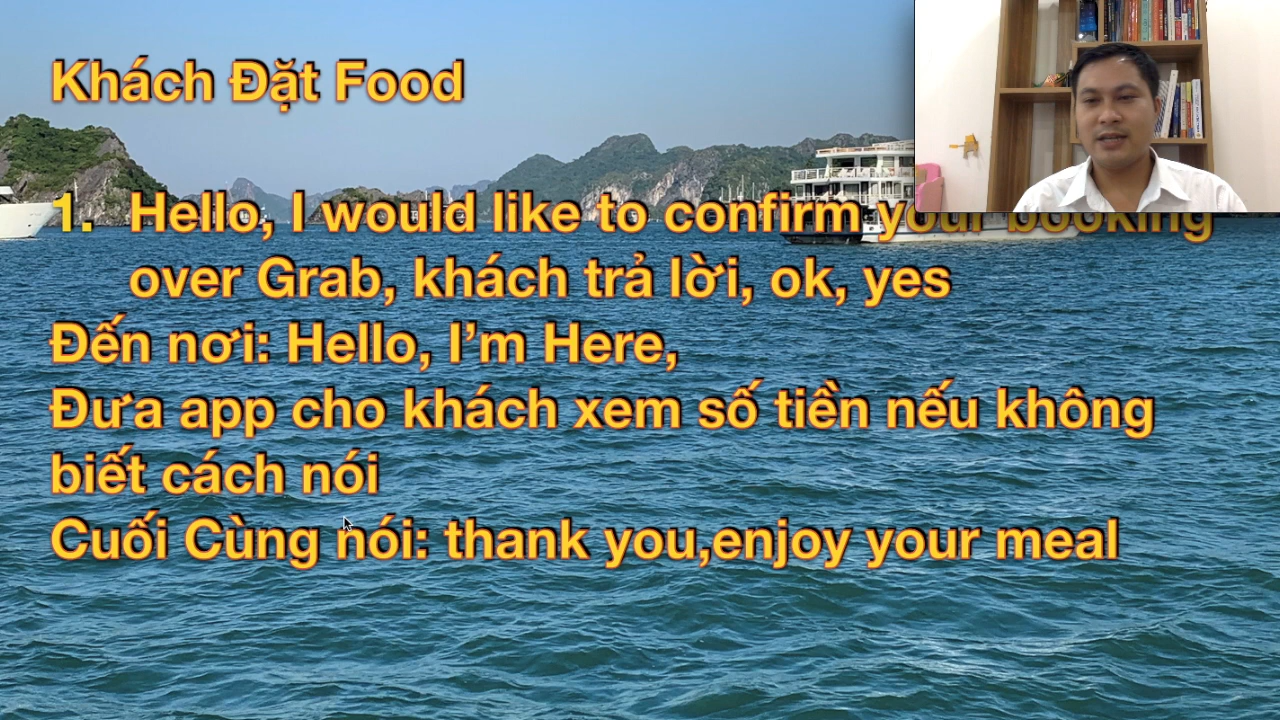 Khách Đặt Food
1. Hello, I would like to confirm your booking
over Grab, khách trả lời, ok, yes
Đến nơi: Hello, I’m Here,
Đưa app cho khách xem số tiền nếu không
biết cách nói
Cuối Cùng nói: thank you,enjoy your meal